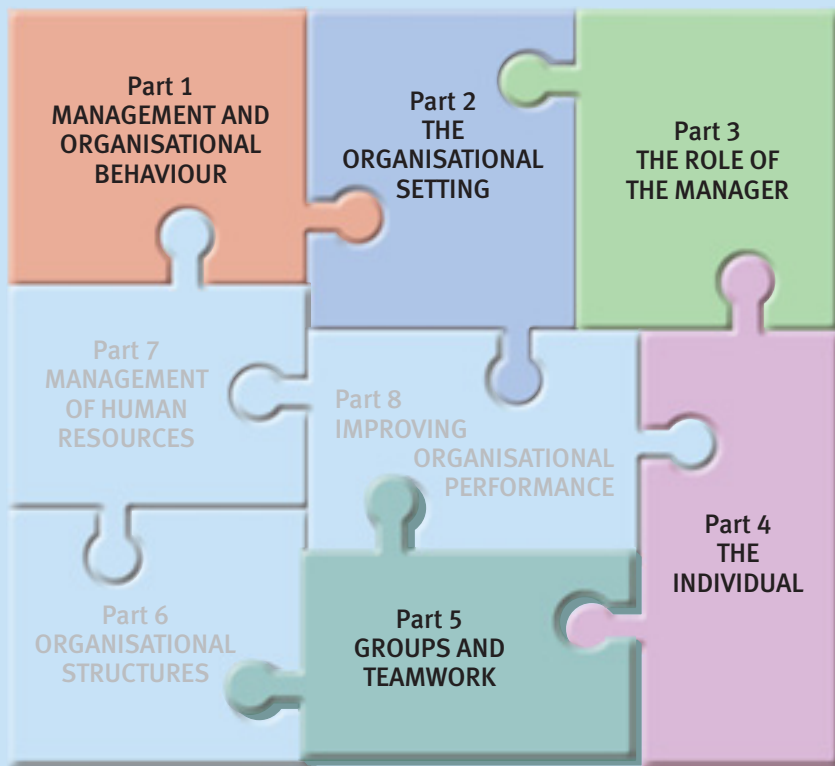 Part 1
MANAGEMENT AND
ORGANISATIONAL
BEHAVIOUR
Part 2
THE
ORGANISATIONAL
SETTING
Part 3
THE ROLE OF
THE MANAGER
Part 7
MANAGEMENT
OF HUMAN
RESOURCES
Part 8
IMPROVING
ORGANISATIONAL
PERFORMANCE
Part 4
THE
INDIVIDUAL
Part 6
ORGANISATIONAL
STRUCTURES
Part 5
GROUPS AND
TEAMWORK